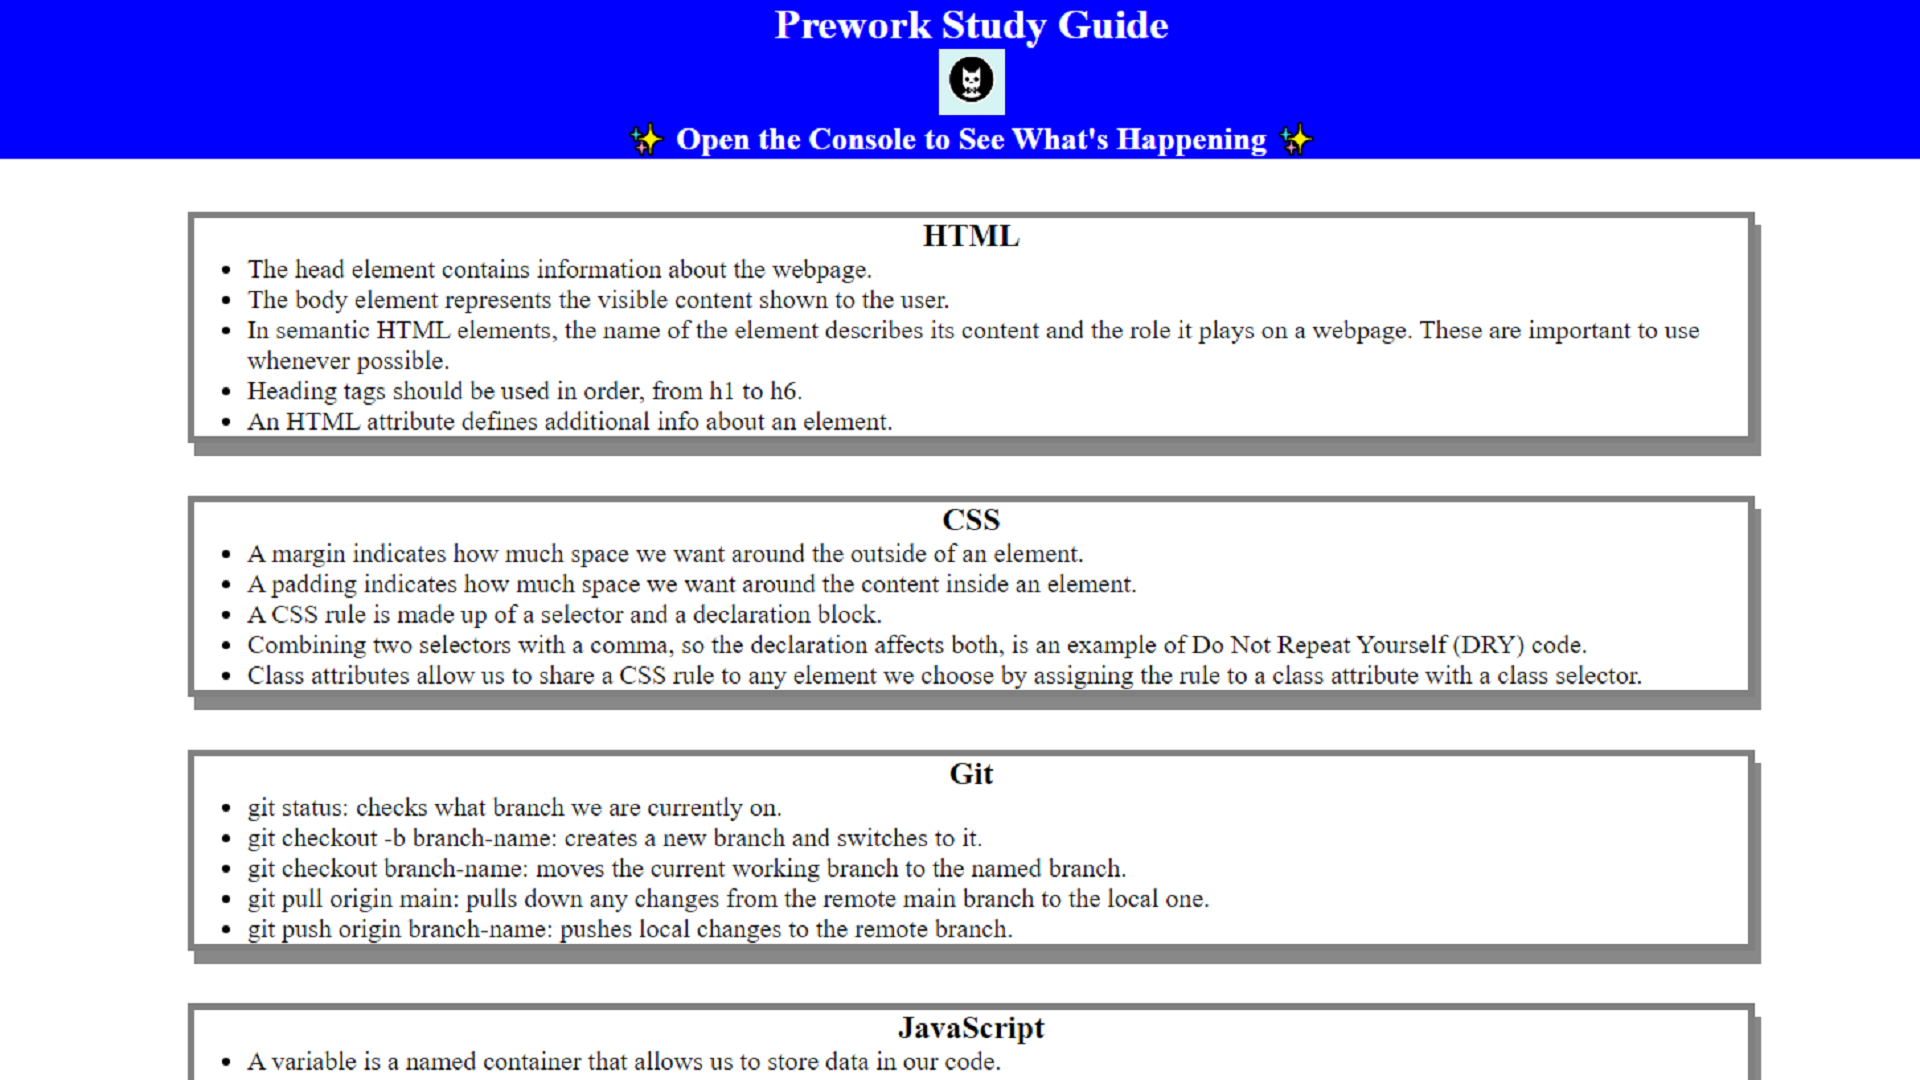 Prework Study Guide
✨ Open the Console to See What's Happening ✨
HTML
• The head element contains information about the webpage.
• The body element represents the visible content shown to the user.
• In semantic HTML elements, the name of the element describes its content and the role it plays on a webpage. These are important to use
whenever possible.
• Heading tags should be used in order, from h1 to h6.
• An HTML attribute defines additional info about an element.
CSS
• A margin indicates how much space we want around the outside of an element.
• A padding indicates how much space we want around the content inside an element.
• A CSS rule is made up of a selector and a declaration block.
• Combining two selectors with a comma, so the declaration affects both, is an example of Do Not Repeat Yourself (DRY) code.
• Class attributes allow us to share a CSS rule to any element we choose by assigning the rule to a class attribute with a class selector.
Git
• git status: checks what branch we are currently on.
• git checkout -b branch-name: creates a new branch and switches to it.
• git checkout branch-name: moves the current working branch to the named branch.
• git pull origin main: pulls down any changes from the remote main branch to the local one.
• git push origin branch-name: pushes local changes to the remote branch.
JavaScript
• A variable is a named container that allows us to store data in our code.